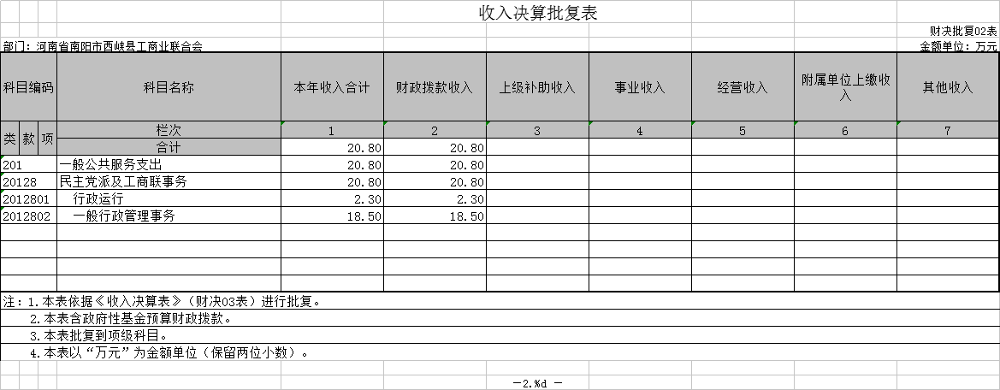 收入决算批复表
财决批复02表
部门：河南省南阳市西峡县工商业联合会 金额单位：万元
科目编码 科目名称 本年收入合计 财政拨款收入 上级补助收入 事业收入 经营收入 附属单位上缴收入 其他收入
类 款 项 栏次 1 2 3 4 5 6 7
合计 20.80 20.80
201 一般公共服务支出 20.80 20.80
20128 民主党派及工商联事务 20.80 20.80
2012801 行政运行 2.30 2.30
2012802 一般行政管理事务 18.50 18.50
注：1.本表依据《收入决算表》（财决03表）进行批复。
2.本表含政府性基金预算财政拨款。
3.本表批复到项级科目。
4.本表以“万元”为金额单位（保留两位小数）。
—2.%d —